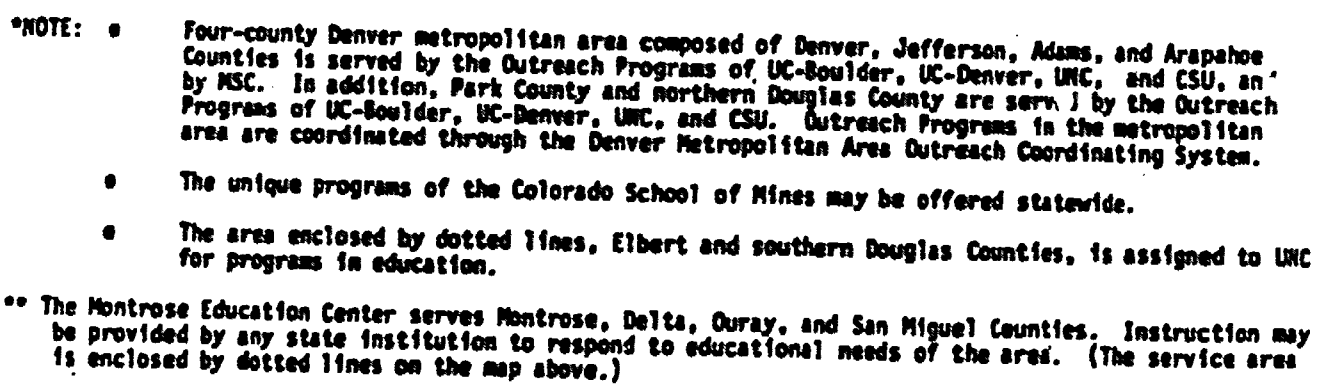 *NOTE: • Four-county Denver metropolitan area composed of Denver, Jefferson, Adams, and Arapahoe
Counties is served by the Outreach Programs of UC-Boulder, UC-Denver, UNC, and CSU, an
by MSC. In addition, Park County and northern Douglas County are serv by the Outreach
Programs of UC-Boulder, UC-Denver, UNC, and CSU. Outreach Programs in the metropolitan
area are coordinated through the Denver Metropolitan Area Outreach Coordinating System.
• The unique programs of the Colorado School of Mines may be offered statewide.
• The area enclosed by dotted lines, Elbert and southern Douglas Counties, is assigned to UNC
for programs in education.
** The Montrose Education Center serves Montrose, Delta, Ouray, and San Miguel Counties. Instruction may
be provided by any state institution to respond to educational needs of the area. (The service area
is enclosed by dotted lines on the map above.)